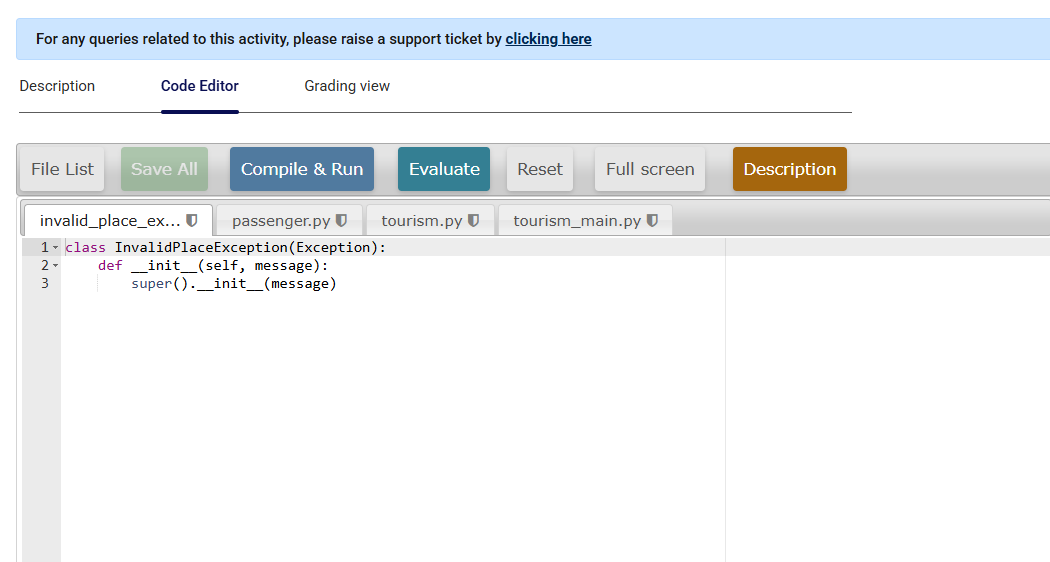 For any queries related to this activity, please raise a support ticket by clicking here
Description Code Editor Grading view
File List Save All Compile & Run Evaluate Reset Full screen Description
invalid_place_ex... passenger.py tourism.py tourism_main.py
1 class InvalidPlaceException(Exception):
2 def __init__(self, message):
3 super().__init__(message)